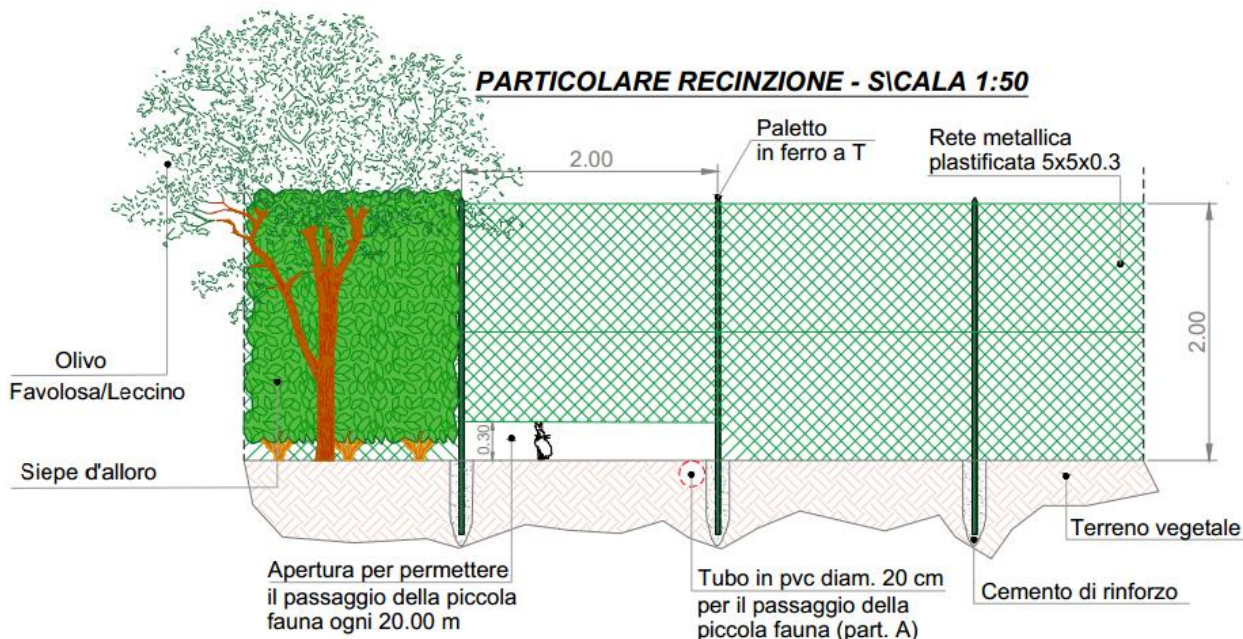 PARTICOLARE RECINZIONE - S\CALA 1:50
Paletto
in ferro a T
Rete metallica
plastificata 5x5x0.3
2.00
2.00
0.30
Olivo
Favolosa/Leccino
Siepe d'alloro
Apertura per permettere
il passaggio della piccola
fauna ogni 20.00 m
Tubo in pvc diam. 20 cm
per il passaggio della
piccola fauna (part. A)
Terreno vegetale
Cemento di rinforzo